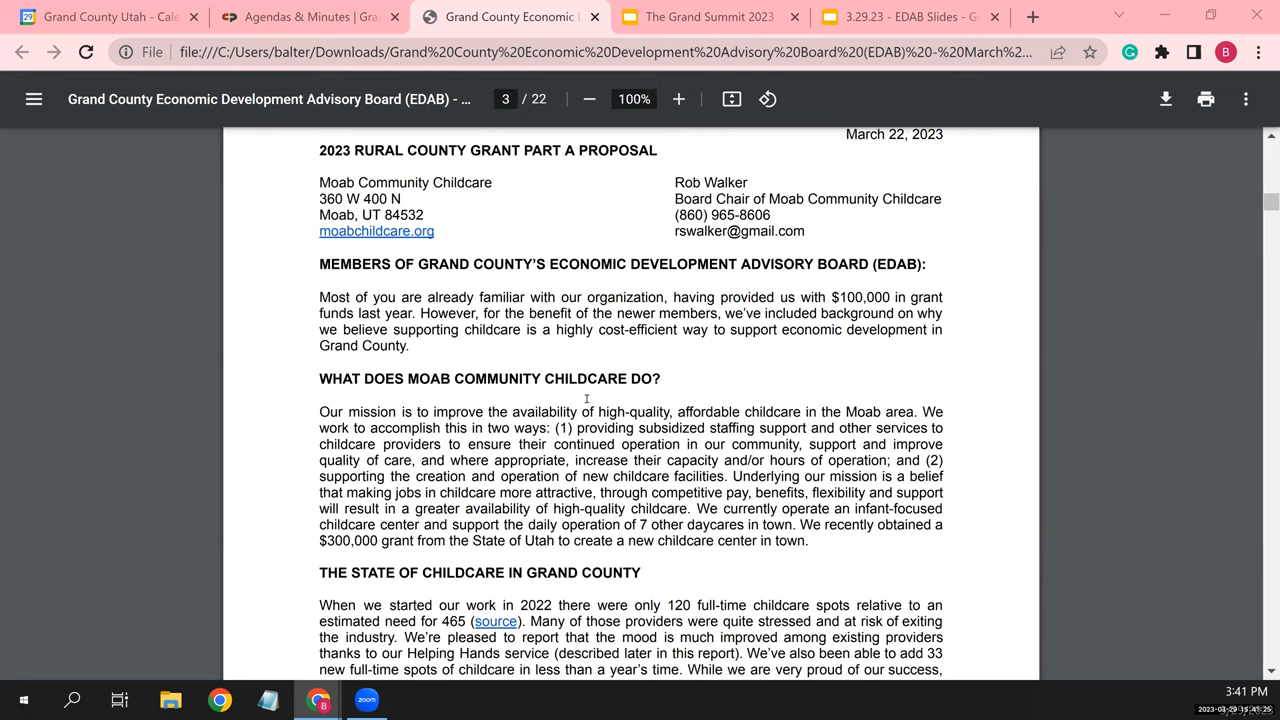 Grand County Utah - Cale
Agendas & Minutes | Gra
Grand County Economic D
The Grand Summit 2023
3.29.23 - EDAB Slides - G
File
file:///C:/Users/balter/Downloads/Grand%20County%20Economic%20Development%20Advisory%20Board%20(EDAB)%20-%20March%2...
B
Grand County Economic Development Advisory Board (EDAB) - ...
3 / 22
100%
March 22, 2023
2023 RURAL COUNTY GRANT PART A PROPOSAL
Moab Community Childcare
360 W 400 N
Moab, UT 84532
moabchildcare.org
Rob Walker
Board Chair of Moab Community Childcare
(860) 965-8606
rswalker@gmail.com
MEMBERS OF GRAND COUNTY'S ECONOMIC DEVELOPMENT ADVISORY BOARD (EDAB):
Most of you are already familiar with our organization, having provided us with $100,000 in grant
funds last year. However, for the benefit of the newer members, we've included background on why
we believe supporting childcare is a highly cost-efficient way to support economic development in
Grand County.
WHAT DOES MOAB COMMUNITY CHILDCARE DO?
Our mission is to improve the availability of high-quality, affordable childcare in the Moab area. We
work to accomplish this in two ways: (1) providing subsidized staffing support and other services to
childcare providers to ensure their continued operation in our community, support and improve
quality of care, and where appropriate, increase their capacity and/or hours of operation; and (2)
supporting the creation and operation of new childcare facilities. Underlying our mission is a belief
that making jobs in childcare more attractive, through competitive pay, benefits, flexibility and support
will result in a greater availability of high-quality childcare. We currently operate an infant-focused
childcare center and support the daily operation of 7 other daycares in town. We recently obtained a
$300,000 grant from the State of Utah to create a new childcare center in town.
THE STATE OF CHILDCARE IN GRAND COUNTY
When we started our work in 2022 there were only 120 full-time childcare spots relative to an
estimated need for 465 (source). Many of those providers were quite stressed and at risk of exiting
the industry. We're pleased to report that the mood is much improved among existing providers
thanks to our Helping Hands service (described later in this report). We've also been able to add 33
new full-time spots of childcare in less than a year's time. While we are very proud of our success,
B
zoom
3:41 PM
2023-03-29 15:41:25